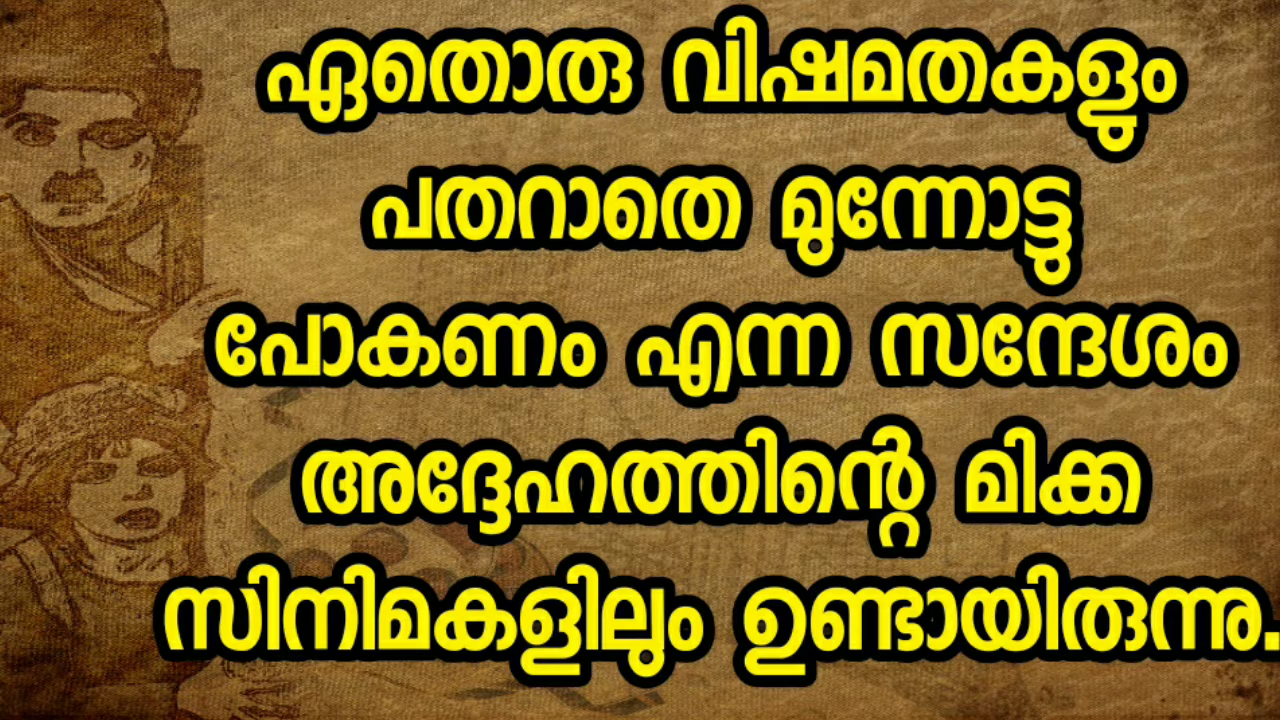 ഏതൊരു വിഷമതകളും
പതറാതെ മുന്നോട്ടു
പോകണം എന്ന സന്ദേശം
അദ്ദേഹത്തിന്റെ മിക്ക
സിനിമകളിലും ഉണ്ടായിരുന്നു.